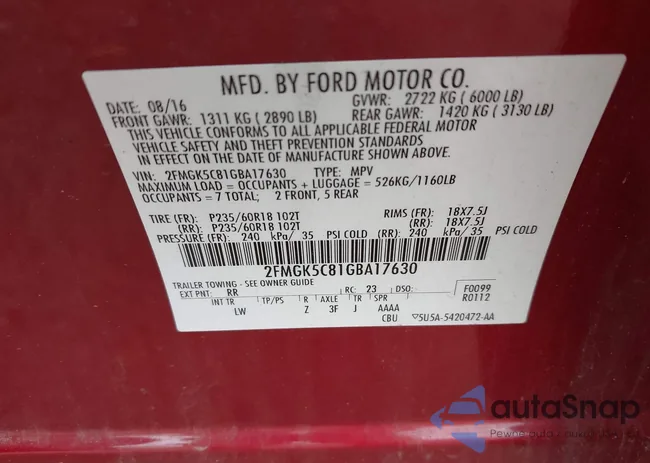 MFD. BY FORD MOTOR CO.
DATE: 08/16 GVWR: 2722 KG ( 6000 LB)
FRONT GAWR: 1311 KG ( 2890 LB) REAR GAWR: 1420 KG ( 3130 LB)
THIS VEHICLE CONFORMS TO ALL APPLICABLE FEDERAL MOTOR
VEHICLE SAFETY AND THEFT PREVENTION STANDARDS
IN EFFECT ON THE DATE OF MANUFACTURE SHOWN ABOVE.
VIN: 2FMGK5C81GBA17630 TYPE: MPV
MAXIMUM LOAD = OCCUPANTS + LUGGAGE = 526KG/1160LB
OCCUPANTS = 7 TOTAL; 2 FRONT, 5 REAR
TIRE (FR): P235/60R18 102T RIMS (FR): 18X7.5J
(RR): P235/60R18 102T (RR): 18X7.5J
PRESSURE (FR): 240 kPa/ 35 PSI COLD (RR): 240 kPa/ 35 PSI COLD
2FMGK5C81GBA17630
TRAILER TOWING - SEE OWNER GUIDE
EXT PNT: RR RC: 23 DSO: F0099
R0112
INT TR TP/PS R AXLE TR SPR
LW Z 3F J AAAA
CBU 5U5A-5420472-AA
autoSnap
Pewne auto Launer Dawell